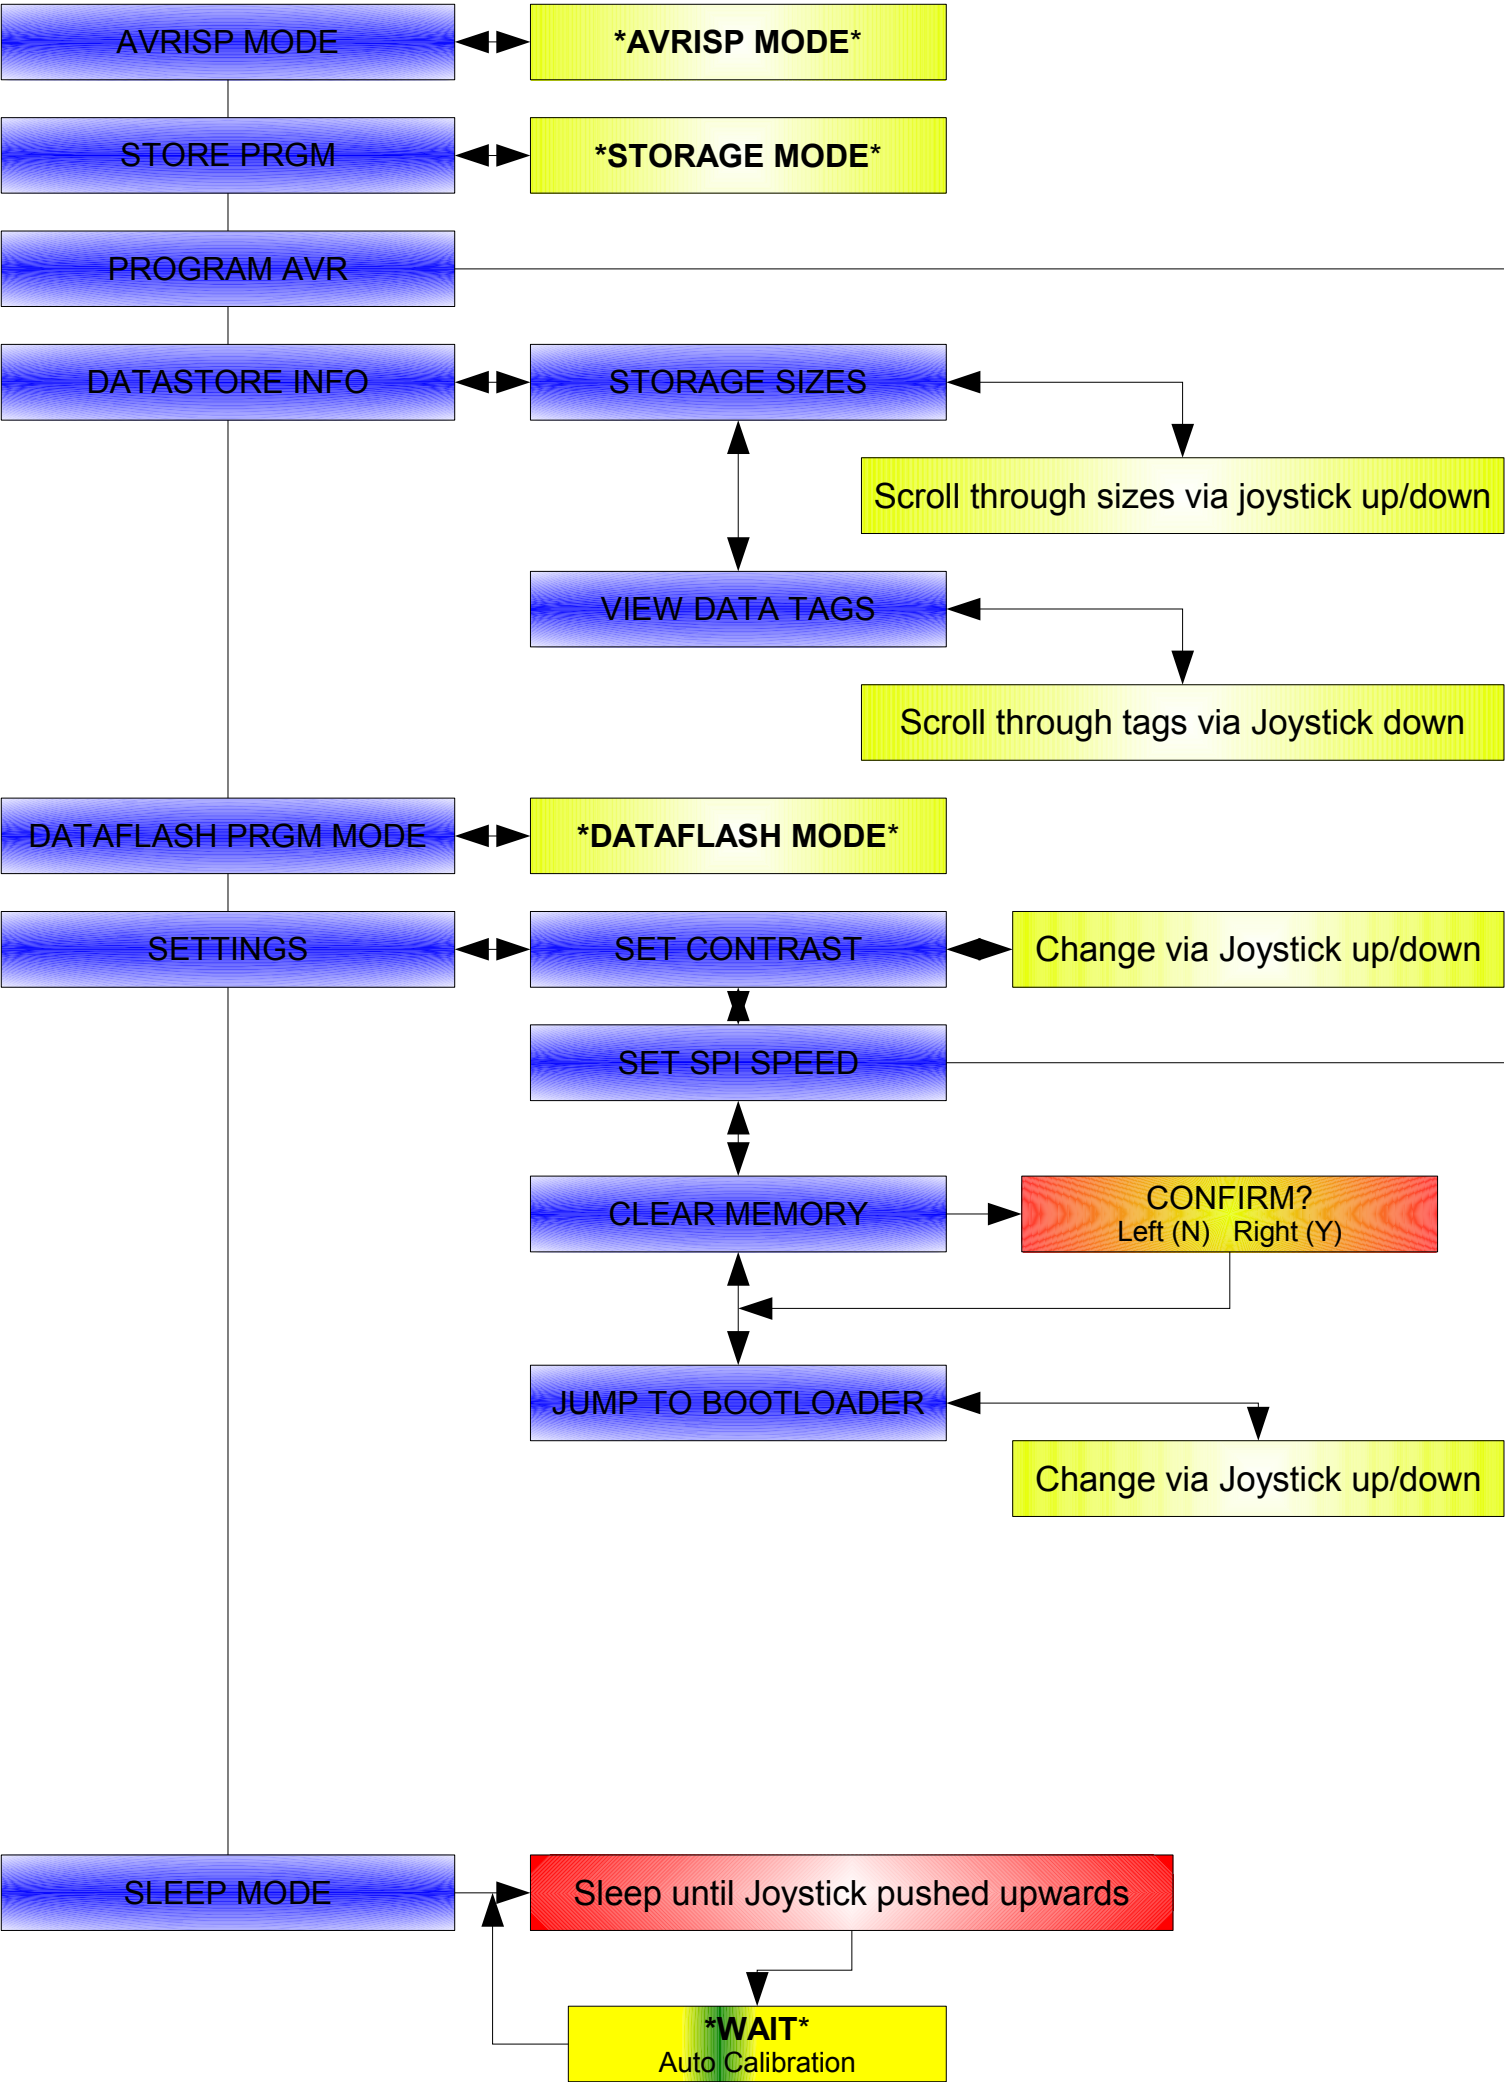 AVRISP MODE
*AVRISP MODE*
STORE PRGM
*STORAGE MODE*
PROGRAM AVR
DATASTORE INFO
STORAGE SIZES
Scroll through sizes via joystick up/down
VIEW DATA TAGS
Scroll through tags via Joystick down
DATAFLASH PRGM MODE
*DATAFLASH MODE*
SETTINGS
SET CONTRAST
Change via Joystick up/down
SET SPI SPEED
CLEAR MEMORY
CONFIRM?
Left (N) Right (Y)
JUMP TO BOOTLOADER
Change via Joystick up/down
SLEEP MODE
Sleep until Joystick pushed upwards
*WAIT*
Auto Calibration